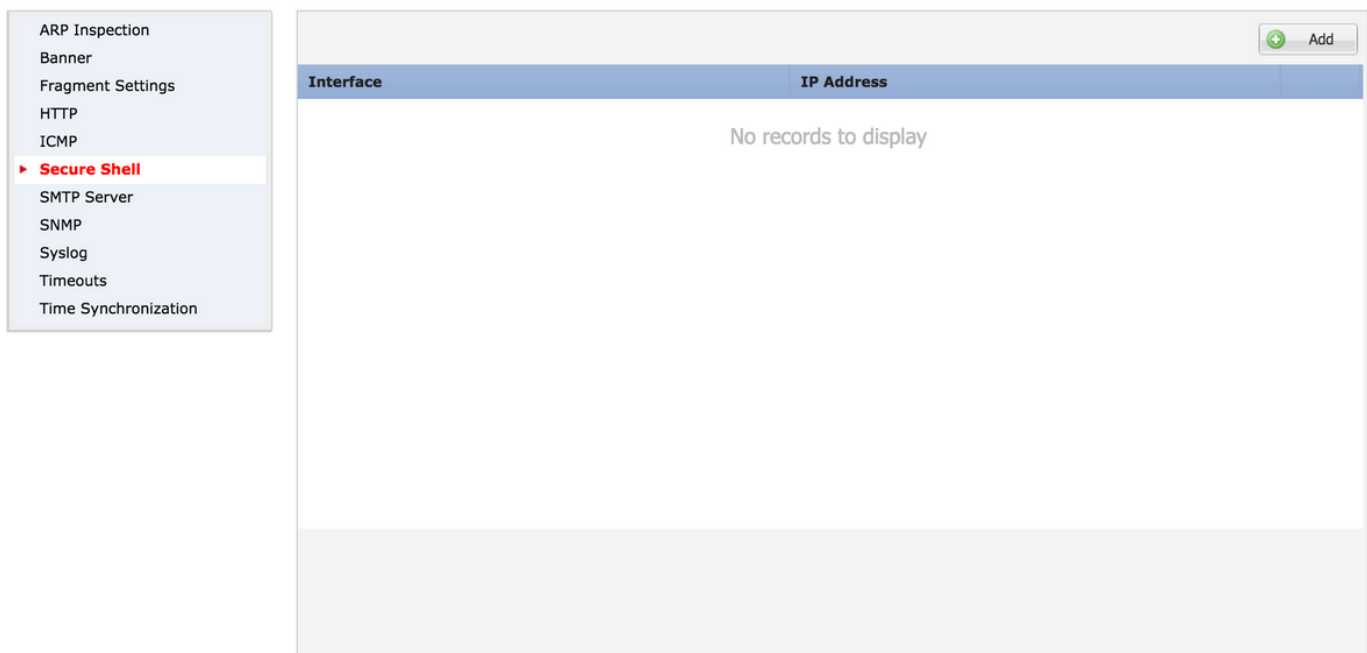 ARP Inspection
Banner
Fragment Settings
HTTP
ICMP
Secure Shell
SMTP Server
SNMP
Syslog
Timeouts
Time Synchronization
Add
Interface IP Address
No records to display